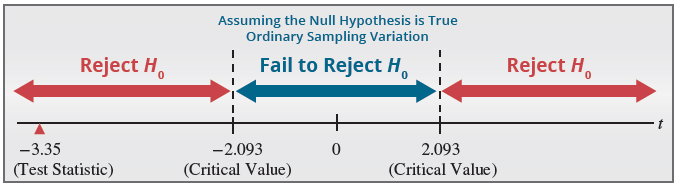 Assuming the Null Hypothesis is True
Ordinary Sampling Variation
Reject H₀ Fail to Reject H₀ Reject H₀
t
−3.35 −2.093 0 2.093
(Test Statistic) (Critical Value) (Critical Value)